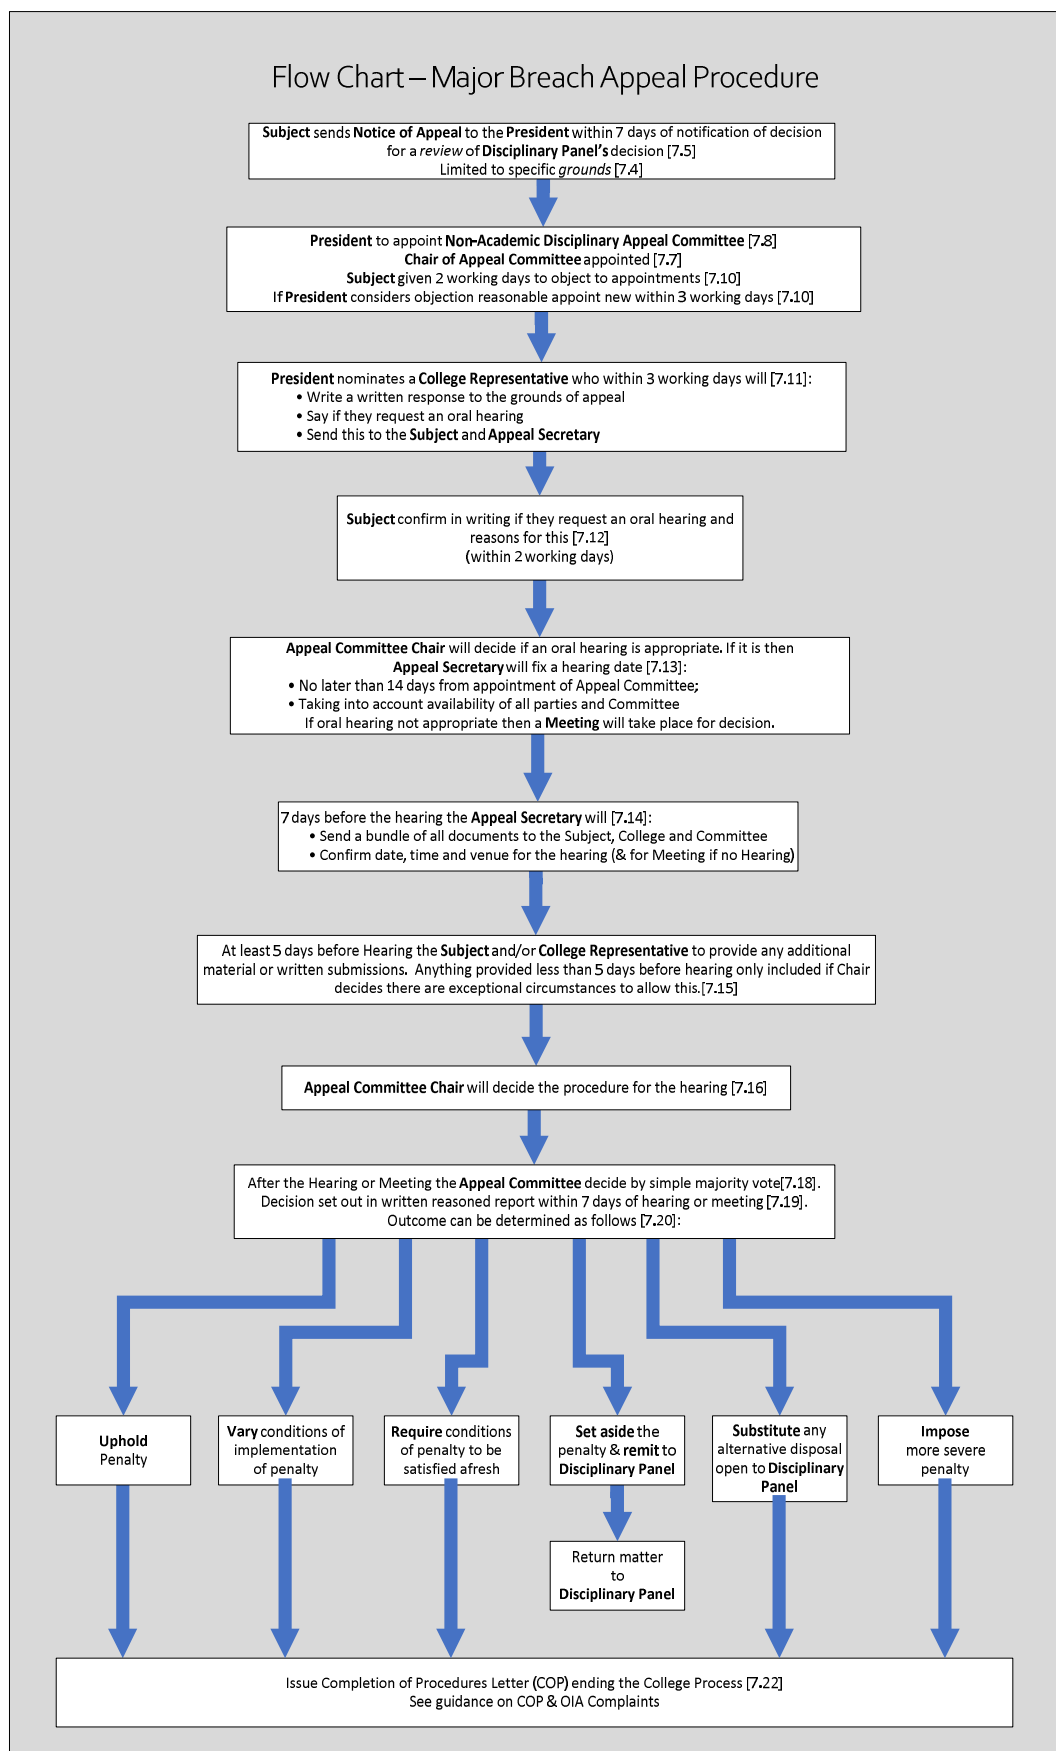 Flow Chart – Major Breach Appeal Procedure
Subject sends Notice of Appeal to the President within 7 days of notification of decision
for a review of Disciplinary Panel's decision [7.5]
Limited to specific grounds [7.4]
President to appoint Non-Academic Disciplinary Appeal Committee [7.8]
Chair of Appeal Committee appointed [7.7]
Subject given 2 working days to object to appointments [7.10]
If President considers objection reasonable appoint new within 3 working days [7.10]
President nominates a College Representative who within 3 working days will [7.11]:
• Write a written response to the grounds of appeal
• Say if they request an oral hearing
• Send this to the Subject and Appeal Secretary
Subject confirm in writing if they request an oral hearing and
reasons for this [7.12]
(within 2 working days)
Appeal Committee Chair will decide if an oral hearing is appropriate. If it is then
Appeal Secretary will fix a hearing date [7.13]:
• No later than 14 days from appointment of Appeal Committee;
• Taking into account availability of all parties and Committee
If oral hearing not appropriate then a Meeting will take place for decision.
7 days before the hearing the Appeal Secretary will [7.14]:
• Send a bundle of all documents to the Subject, College and Committee
• Confirm date, time and venue for the hearing (& for Meeting if no Hearing)
At least 5 days before Hearing the Subject and/or College Representative to provide any additional
material or written submissions. Anything provided less than 5 days before hearing only included if Chair
decides there are exceptional circumstances to allow this.[7.15]
Appeal Committee Chair will decide the procedure for the hearing [7.16]
After the Hearing or Meeting the Appeal Committee decide by simple majority vote[7.18].
Decision set out in written reasoned report within 7 days of hearing or meeting [7.19].
Outcome can be determined as follows [7.20]:
Uphold
Penalty
Vary conditions of
implementation
of penalty
Require conditions
of penalty to be
satisfied afresh
Set aside the
penalty & remit to
Disciplinary Panel
Substitute any
alternative disposal
open to Disciplinary
Panel
Impose
more severe
penalty
Return matter
to
Disciplinary Panel
Issue Completion of Procedures Letter (COP) ending the College Process [7.22]
See guidance on COP & OIA Complaints